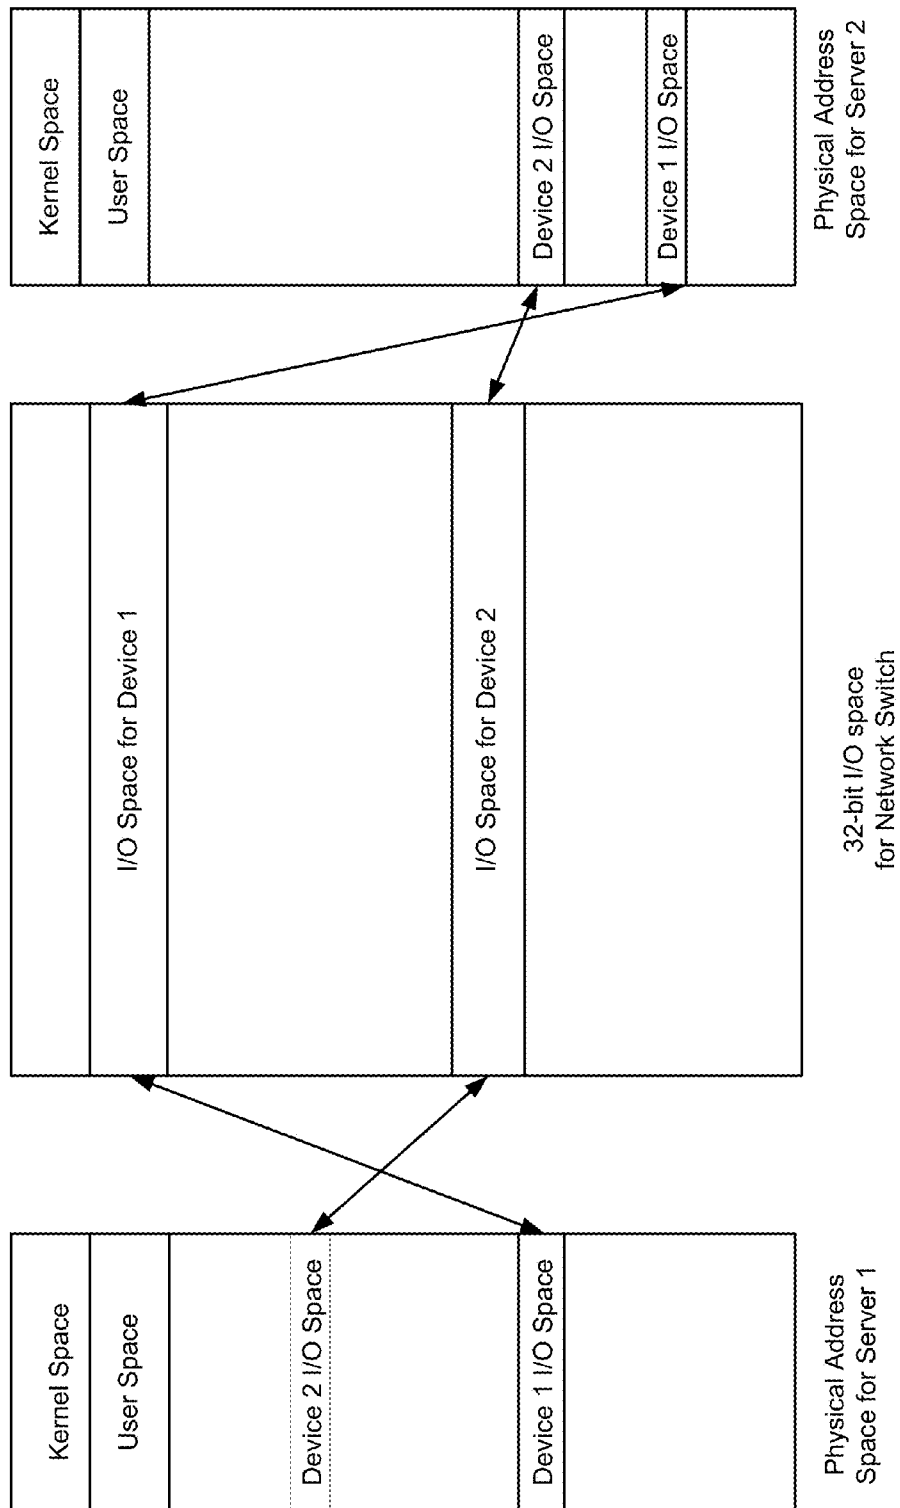 Kernel Space
User Space
Device 2 I/O Space
Device 1 I/O Space
Physical Address
Space for Server 1
I/O Space for Device 1
I/O Space for Device 2
32-bit I/O space
for Network Switch
Kernel Space
User Space
Device 2 I/O Space
Device 1 I/O Space
Physical Address
Space for Server 2